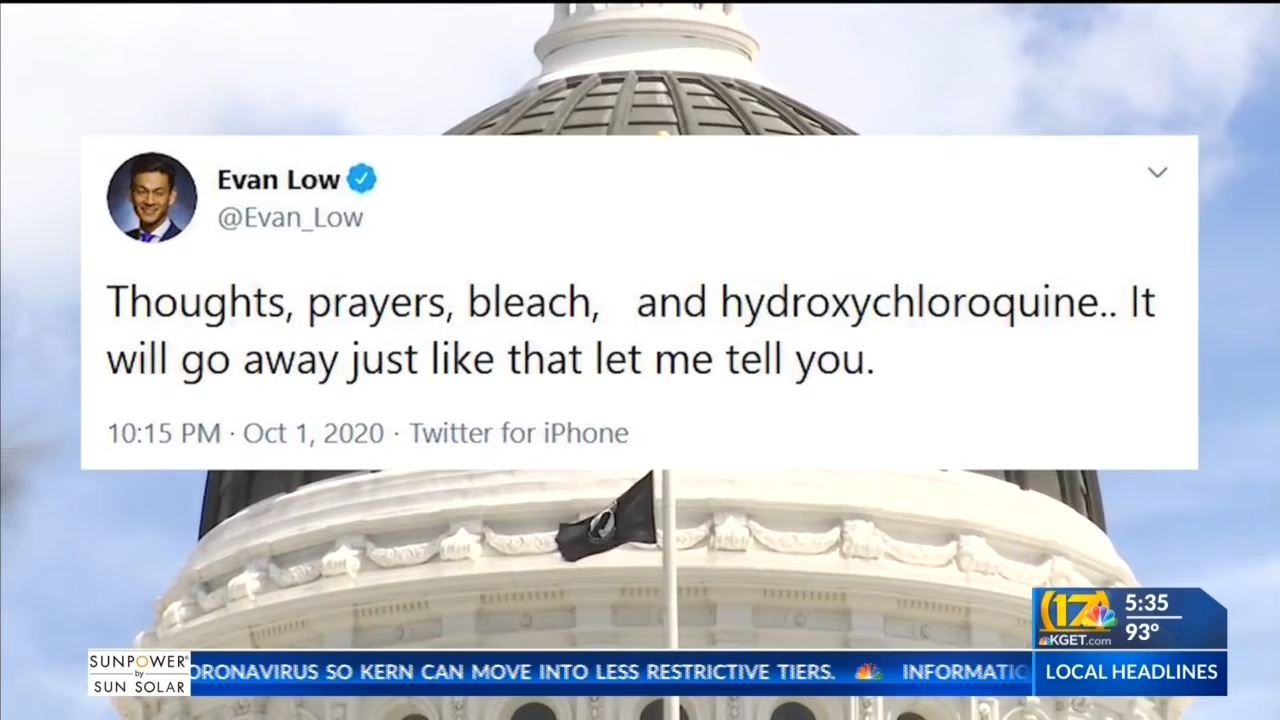 Evan Low
@Evan_Low
Thoughts, prayers, bleach, and hydroxychloroquine.. It
will go away just like that let me tell you.
10:15 PM · Oct 1, 2020 · Twitter for iPhone
17
KGET.com
5:35
93°
SUNPOWER®
by
SUN SOLAR
ORONAVIRUS SO KERN CAN MOVE INTO LESS RESTRICTIVE TIERS. INFORMATIO
LOCAL HEADLINES